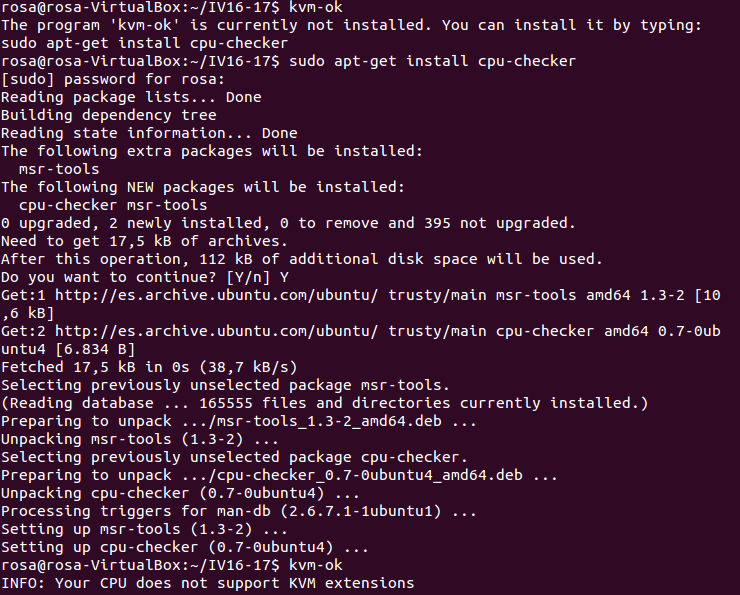 rosa@rosa-VirtualBox:~/IV16-17$ kvm-ok
The program 'kvm-ok' is currently not installed. You can install it by typing:
sudo apt-get install cpu-checker
rosa@rosa-VirtualBox:~/IV16-17$ sudo apt-get install cpu-checker
[sudo] password for rosa:
Reading package lists... Done
Building dependency tree
Reading state information... Done
The following extra packages will be installed:
  msr-tools
The following NEW packages will be installed:
  cpu-checker msr-tools
0 upgraded, 2 newly installed, 0 to remove and 395 not upgraded.
Need to get 17,5 kB of archives.
After this operation, 112 kB of additional disk space will be used.
Do you want to continue? [Y/n] Y
Get:1 http://es.archive.ubuntu.com/ubuntu/ trusty/main msr-tools amd64 1.3-2 [10
,6 kB]
Get:2 http://es.archive.ubuntu.com/ubuntu/ trusty/main cpu-checker amd64 0.7-0ub
untu4 [6.834 B]
Fetched 17,5 kB in 0s (38,7 kB/s)
Selecting previously unselected package msr-tools.
(Reading database ... 165555 files and directories currently installed.)
Preparing to unpack .../msr-tools_1.3-2_amd64.deb ...
Unpacking msr-tools (1.3-2) ...
Selecting previously unselected package cpu-checker.
Preparing to unpack .../cpu-checker_0.7-0ubuntu4_amd64.deb ...
Unpacking cpu-checker (0.7-0ubuntu4) ...
Processing triggers for man-db (2.6.7.1-1ubuntu1) ...
Setting up msr-tools (1.3-2) ...
Setting up cpu-checker (0.7-0ubuntu4) ...
rosa@rosa-VirtualBox:~/IV16-17$ kvm-ok
INFO: Your CPU does not support KVM extensions